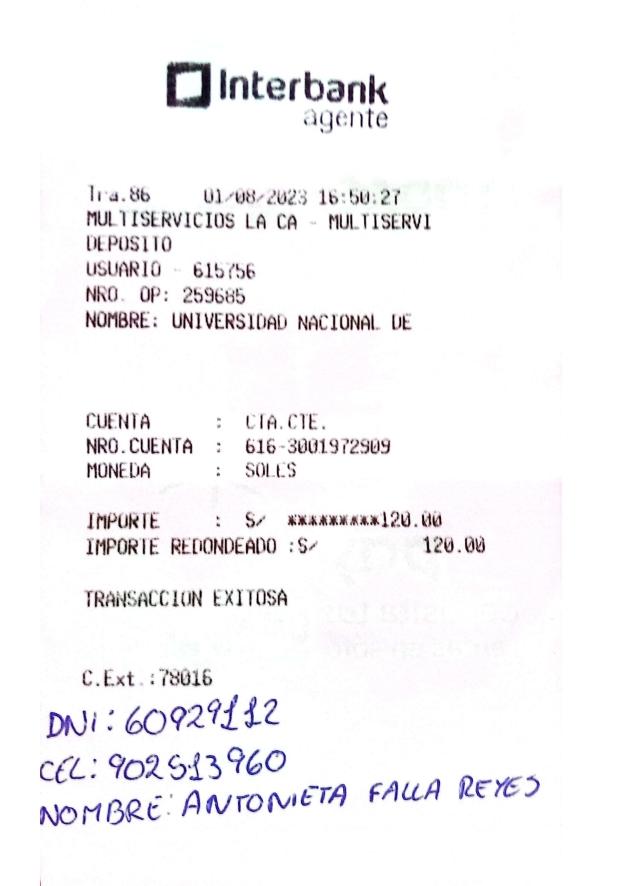 Interbank
agente
Tra.86 01/08/2023 16:50:27
MULTISERVICIOS LA CA - MULTISERVI
DEPOSITO
USUARIO - 615756
NRO. OP: 259685
NOMBRE: UNIVERSIDAD NACIONAL DE
CUENTA : CTA.CTE.
NRO.CUENTA : 616-3001972909
MONEDA : SOLES
IMPORTE : S/ *********120.00
IMPORTE REDONDEADO :S/ 120.00
TRANSACCION EXITOSA
C.Ext.:78016
DNI: 60929112
CEL: 902513960
NOMBRE: ANTONIETA FALLA REYES